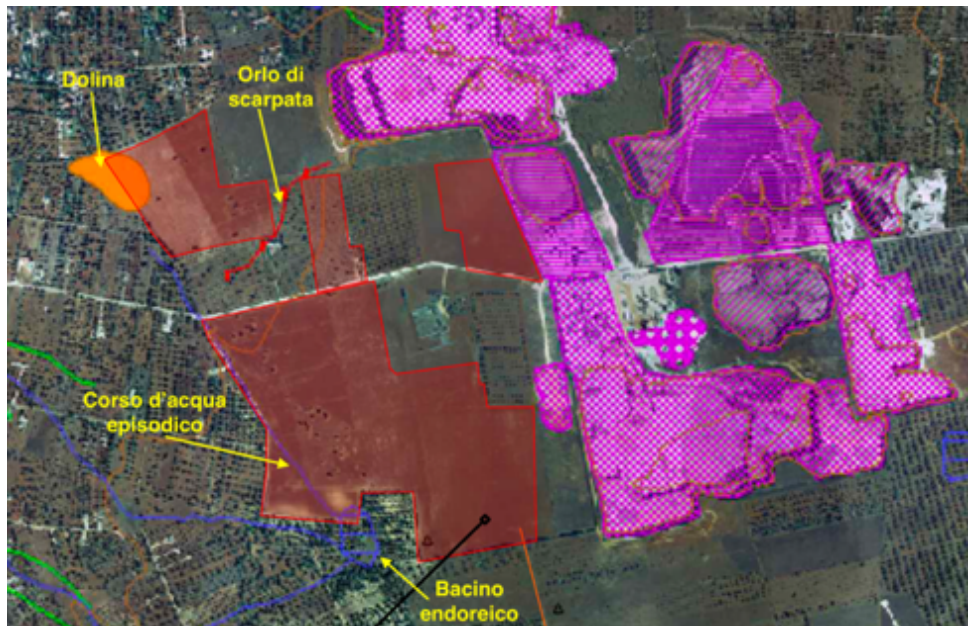 Dolina
Orlo di
scarpata
Corso d'acqua
episodico
Bacino
endoreico